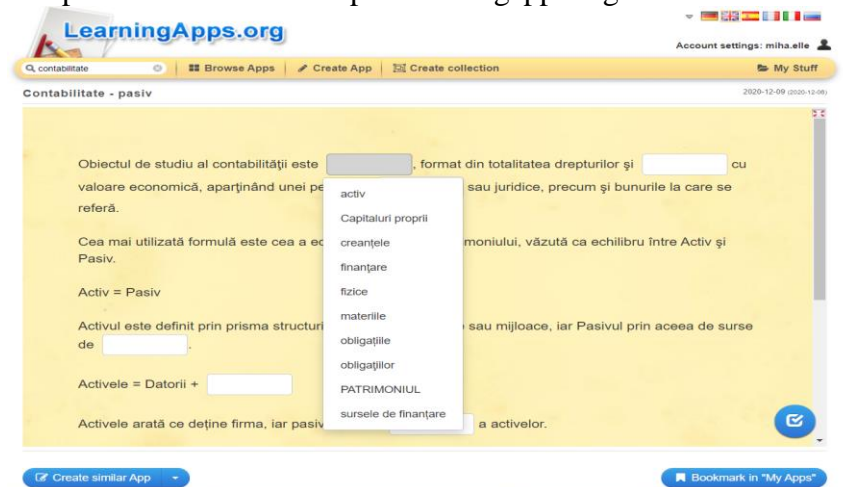 LearningApps.org
Account settings: miha.elle
contabilitate
Browse Apps
Create App
Create collection
My Stuff
Contabilitate - pasiv
2020-12-09 (2020-12-08)
Obiectul de studiu al contabilității este , format din totalitatea drepturilor și cu
valoare economică, aparținând unei pe sau juridice, precum și bunurile la care se
referă.
Cea mai utilizată formulă este cea a ec moniului, văzută ca echilibru între Activ și
Pasiv.
Activ = Pasiv
Activul este definit prin prisma structuri sau mijloace, iar Pasivul prin aceea de surse
de .
Activele = Datorii +
Activele arată ce deține firma, iar pasiv a activelor.
activ
Capitaluri proprii
creanțele
finanțare
fizice
materiile
obligațiile
obligațiilor
PATRIMONIUL
sursele de finanțare
Create similar App
Bookmark in "My Apps"